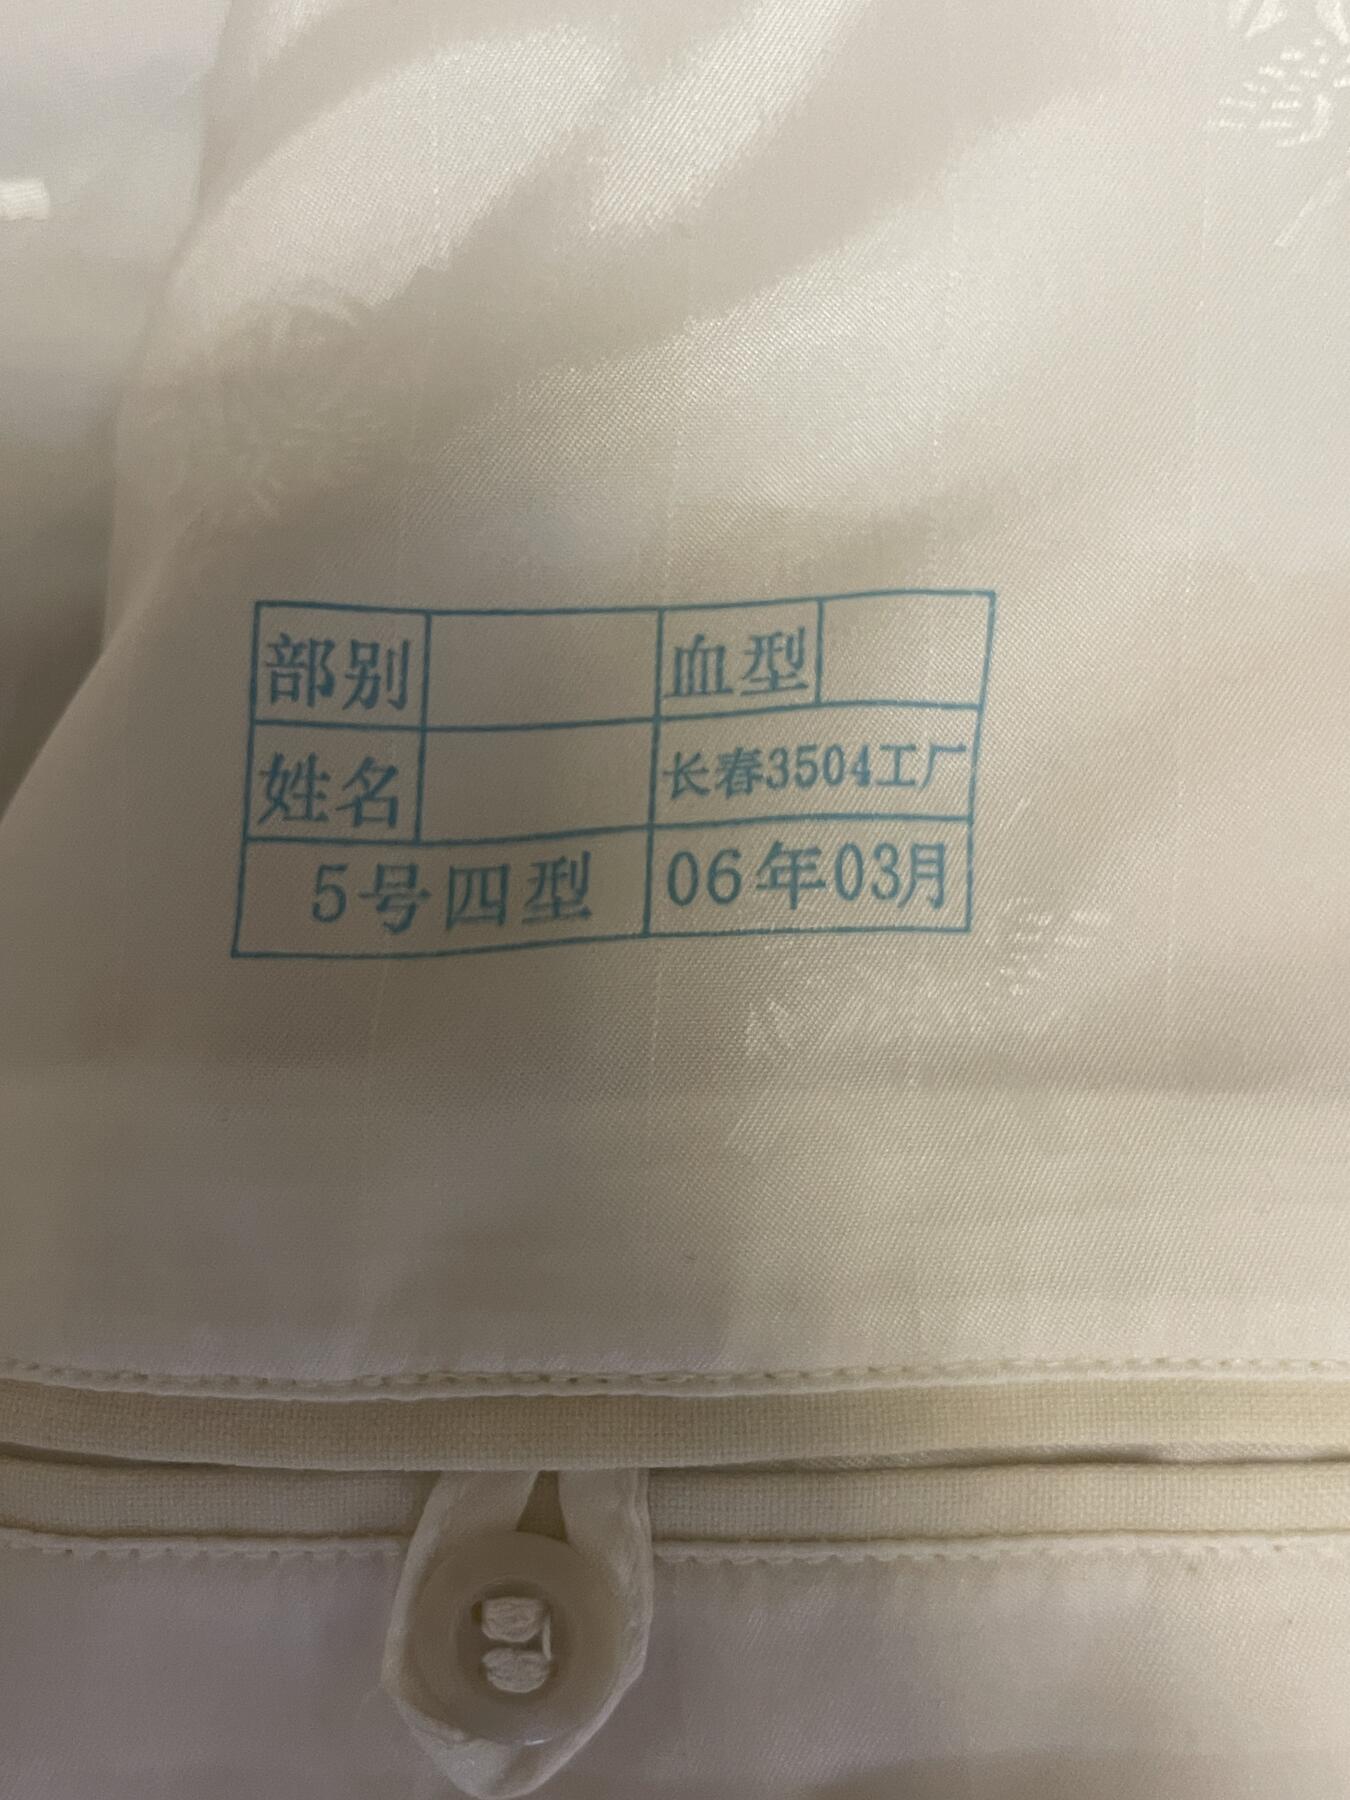 部别 血型
姓名 长春3504工厂
5号四型 06年03月